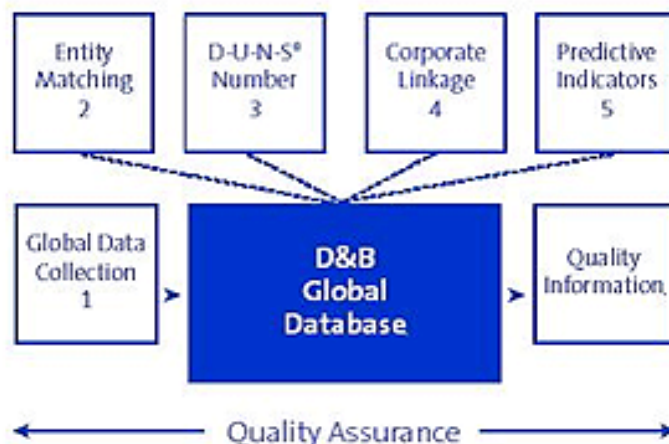 Entity
Matching
2
D-U-N-S®
Number
3
Corporate
Linkage
4
Predictive
Indicators
5
Global Data
Collection
1
D&B
Global
Database
Quality
Information
Quality Assurance